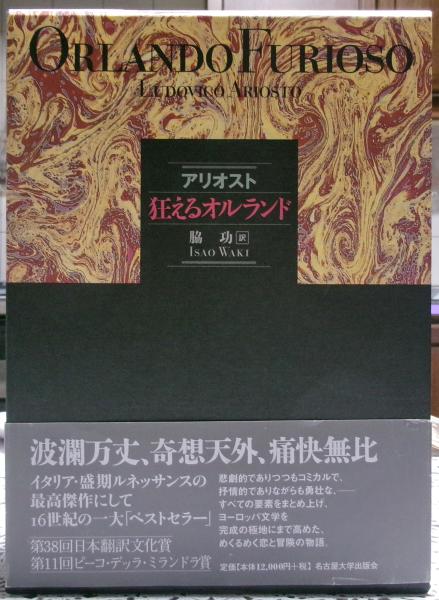 ORLANDO FURIOSO
LUDOVICO ARIOSTO
アリオスト
狂えるオルランド
脇 功 訳
ISAO WAKI
波瀾万丈、奇想天外、痛快無比
イタリア・盛期ルネッサンスの
最高傑作にして
16世紀の一大「ベストセラー」
第38回日本翻訳文化賞
第11回ピーコ・デッラ・ミランドラ賞
悲劇的でありつつもコミカルで、
抒情的でありながらも勇壮な、——
すべての要素をまとめ上げ、
ヨーロッパ文学を
完成の極地にまで高めた、
めくるめく恋と冒険の物語。
定価[本体12,000円+税] 名古屋大学出版会